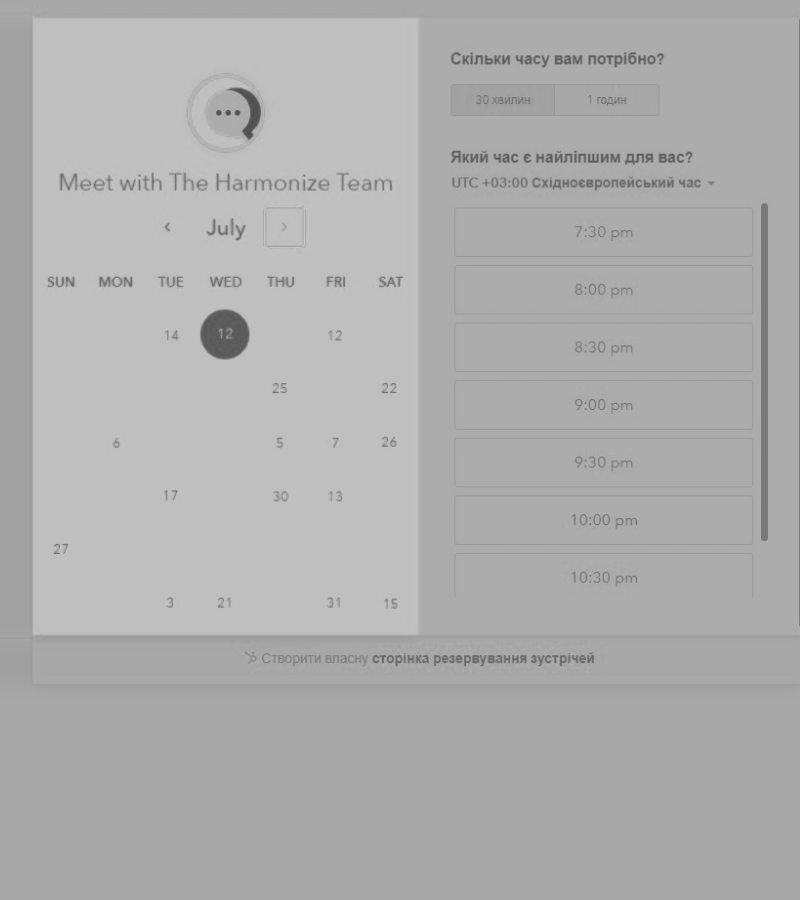 Meet with The Harmonize Team
July
SUN MON TUE WED THU FRI SAT
14 12 12
25 22
6 5 7 26
17 30 13
27
3 21 31 15
Скільки часу вам потрібно?
30 хвилин 1 годин
Який час є найліпшим для вас?
UTC +03:00 Східноєвропейський час
7:30 pm
8:00 pm
8:30 pm
9:00 pm
9:30 pm
10:00 pm
10:30 pm
Створити власну сторінка резервування зустрічей